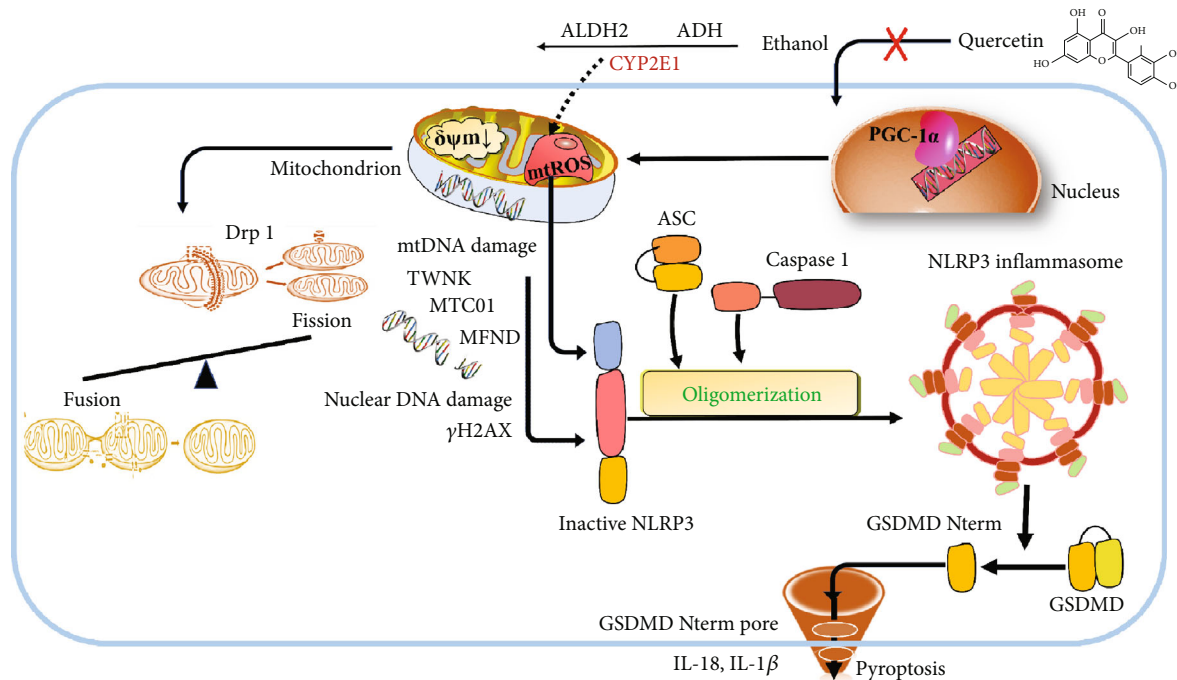 OH
O
OH
HO
O
O
O
ALDH2
ADH
Ethanol
Quercetin
CYP2E1
δψm↓
mtROS
PGC-1α
Mitochondrion
Nucleus
Drp 1
mtDNA damage
ASC
TWNK
Caspase 1
NLRP3 inflammasome
MTC01
Fission
MFND
Nuclear DNA damage
Oligomerization
Fusion
γH2AX
Inactive NLRP3
GSDMD Nterm
GSDMD
GSDMD Nterm pore
IL-18, IL-1β
Pyroptosis